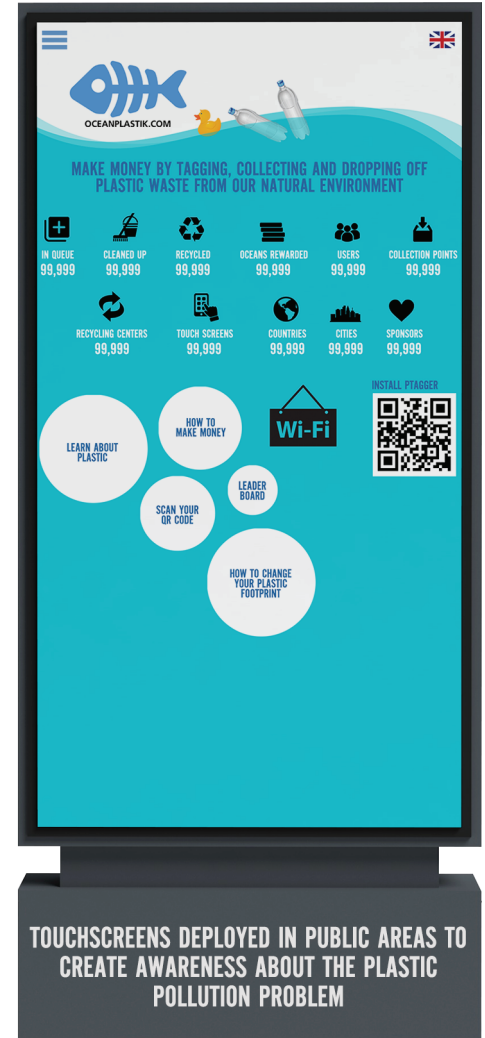 OCEANPLASTIK.COM
MAKE MONEY BY TAGGING, COLLECTING AND DROPPING OFF
PLASTIC WASTE FROM OUR NATURAL ENVIRONMENT
IN QUEUE
99,999
CLEANED UP
99,999
RECYCLED
99,999
OCEANS REWARDED
99,999
USERS
99,999
COLLECTION POINTS
99,999
RECYCLING CENTERS
99,999
TOUCH SCREENS
99,999
COUNTRIES
99,999
CITIES
99,999
SPONSORS
99,999
LEARN ABOUT
PLASTIC
HOW TO
MAKE MONEY
Wi-Fi
INSTALL PTAGGER
SCAN YOUR
QR CODE
LEADER
BOARD
HOW TO CHANGE
YOUR PLASTIC
FOOTPRINT
TOUCHSCREENS DEPLOYED IN PUBLIC AREAS TO
CREATE AWARENESS ABOUT THE PLASTIC
POLLUTION PROBLEM